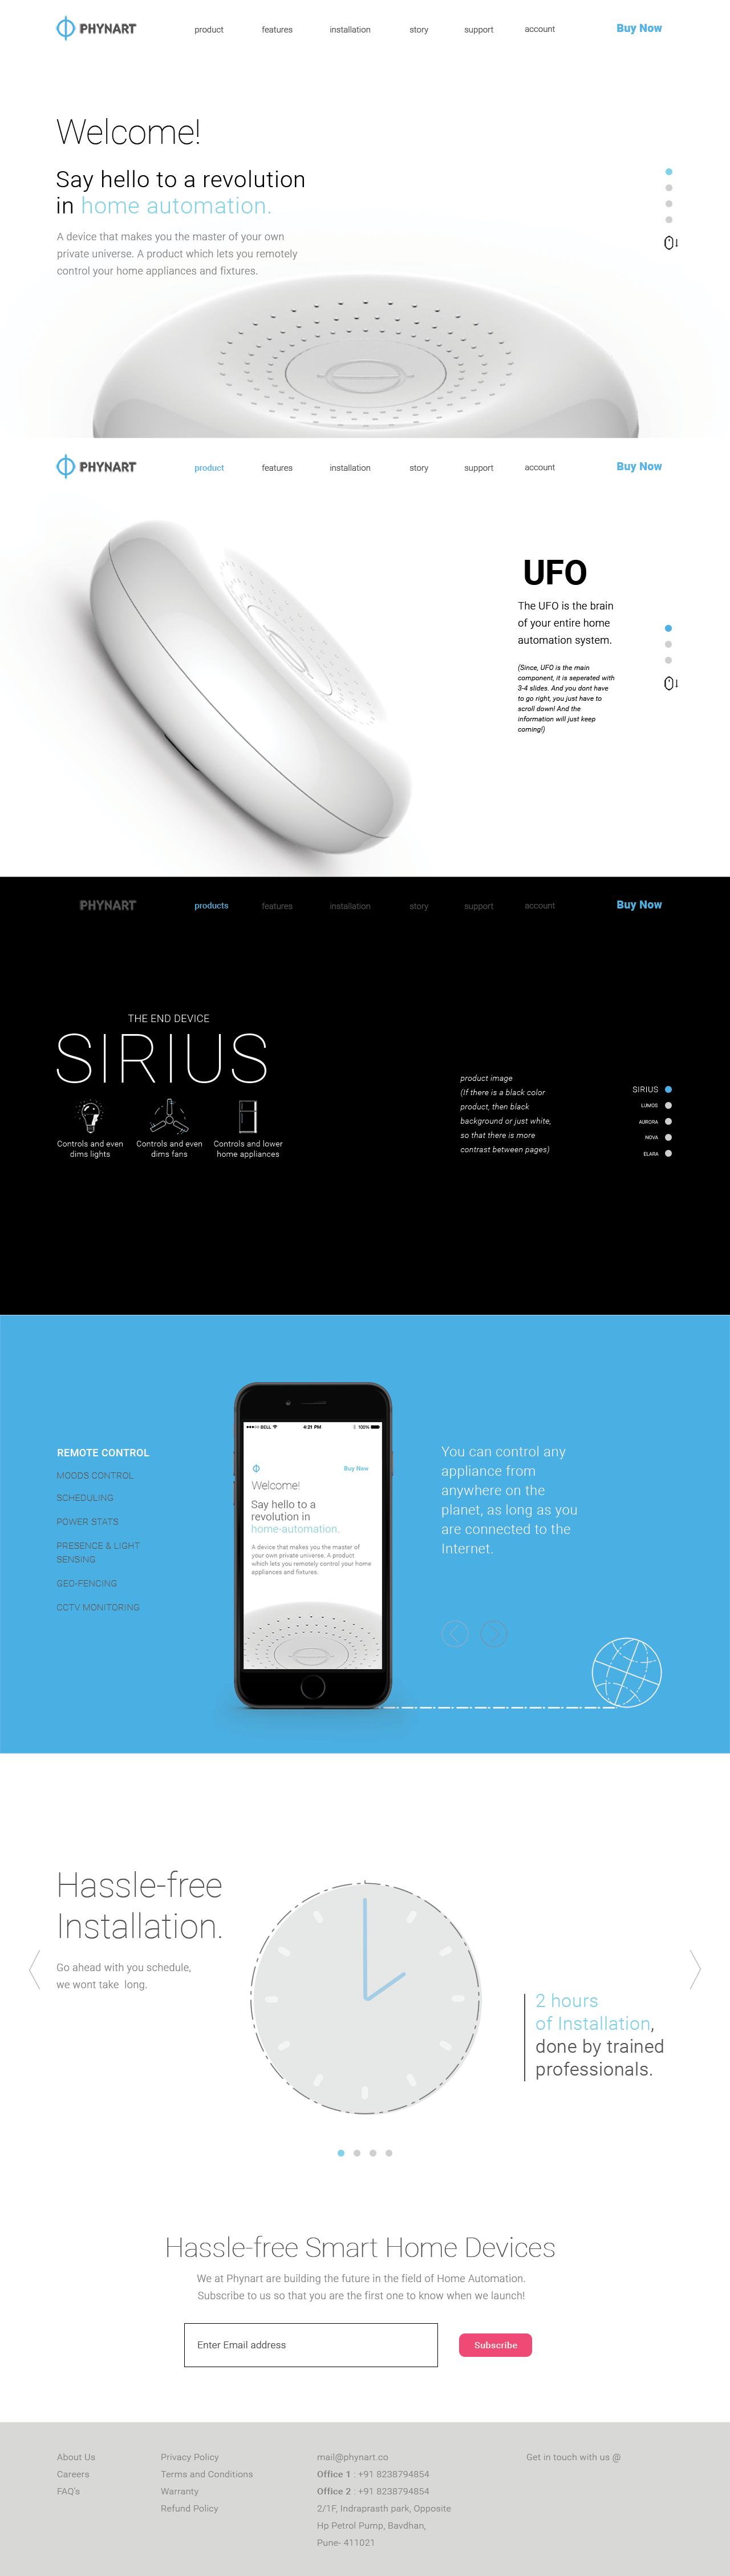 PHYNART
product features installation story support account Buy Now
Welcome!
Say hello to a revolution
in home automation.
A device that makes you the master of your own
private universe. A product which lets you remotely
control your home appliances and fixtures.
PHYNART
product features installation story support account Buy Now
UFO
The UFO is the brain
of your entire home
automation system.
(Since, UFO is the main
component, it is seperated with
3-4 slides. And you dont have
to go right, you just have to
scroll down! And the
information will just keep
coming!)
PHYNART
products features installation story support account Buy Now
THE END DEVICE
SIRIUS
Controls and even
dims lights
Controls and even
dims fans
Controls and lower
home appliances
product image
(If there is a black color
product, then black
background or just white,
so that there is more
contrast between pages)
SIRIUS
LUMOS
AURORA
NOVA
ELARA
REMOTE CONTROL
MOODS CONTROL
SCHEDULING
POWER STATS
PRESENCE & LIGHT
SENSING
GEO-FENCING
CCTV MONITORING
BELL 4:21 PM 100%
Buy Now
Welcome!
Say hello to a
revolution in
home-automation.
A device that makes you the master of your
own private universe. A product
which lets you remotely control your home
appliances and fixtures.
You can control any
appliance from
anywhere on the
planet, as long as you
are connected to the
Internet.
Hassle-free
Installation.
Go ahead with you schedule,
we wont take long.
2 hours
of Installation,
done by trained
professionals.
Hassle-free Smart Home Devices
We at Phynart are building the future in the field of Home Automation.
Subscribe to us so that you are the first one to know when we launch!
Enter Email address
Subscribe
About Us
Careers
FAQ's
Privacy Policy
Terms and Conditions
Warranty
Refund Policy
mail@phynart.co
Office 1 : +91 8238794854
Office 2 : +91 8238794854
2/1F, Indraprasth park, Opposite
Hp Petrol Pump, Bavdhan,
Pune- 411021
Get in touch with us @